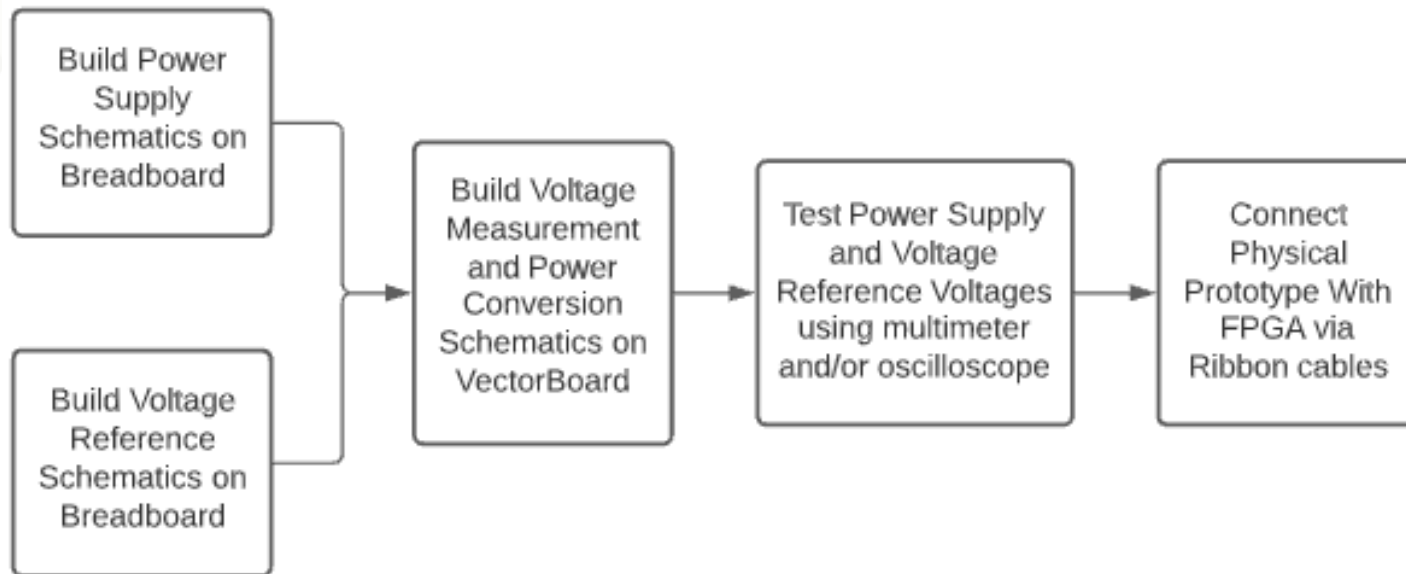 Build Power
Supply
Schematics on
Breadboard
Build Voltage
Reference
Schematics on
Breadboard
Build Voltage
Measurement
and Power
Conversion
Schematics on
VectorBoard
Test Power Supply
and Voltage
Reference Voltages
using multimeter
and/or oscilloscope
Connect
Physical
Prototype With
FPGA via
Ribbon cables